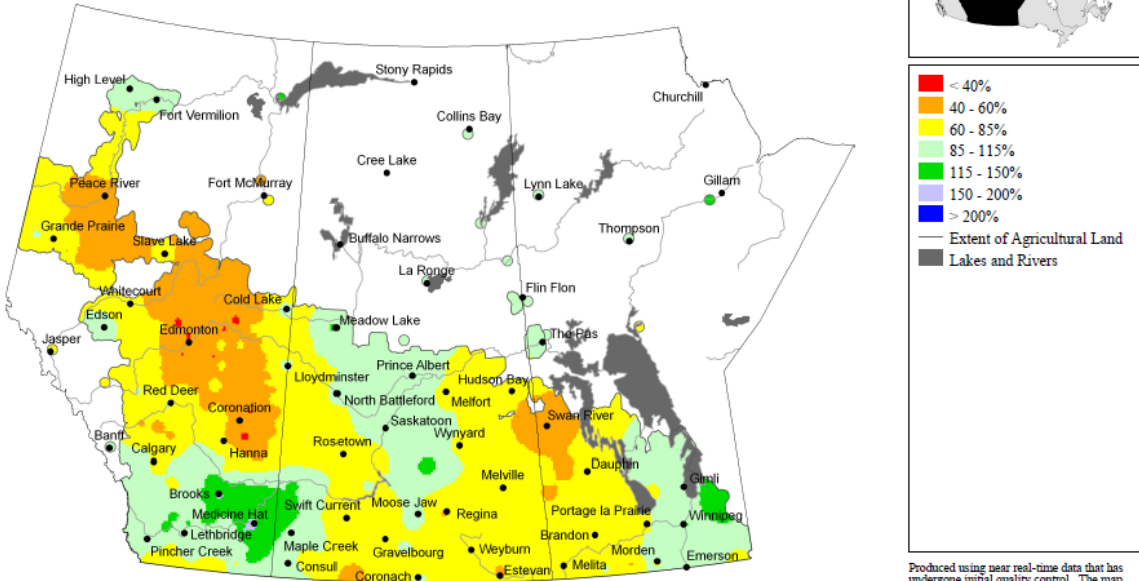 Stony Rapids
High Level
Churchill
Fort Vermilion
Collins Bay
Cree Lake
Peace River
Fort McMurray
Lynn Lake
Gillam
Grande Prairie
Slave Lake
Buffalo Narrows
Thompson
La Ronge
Whitecourt
Cold Lake
Flin Flon
Edson
Meadow Lake
Edmonton
The Pas
Jasper
Prince Albert
Lloydminster
Hudson Bay
Red Deer
North Battleford
Melfort
Coronation
Saskatoon
Swan River
Banff
Rosetown
Wynyard
Calgary
Hanna
Dauphin
Melville
Gimli
Brooks
Medicine Hat
Swift Current
Moose Jaw
Regina
Portage la Prairie
Winnipeg
Lethbridge
Maple Creek
Brandon
Pincher Creek
Gravelbourg
Weyburn
Morden
Emerson
Consul
Coronach
Estevan
Melita
< 40%
40 - 60%
60 - 85%
85 - 115%
115 - 150%
150 - 200%
> 200%
Extent of Agricultural Land
Lakes and Rivers
Produced using near real-time data that has
undergone initial quality control. The map